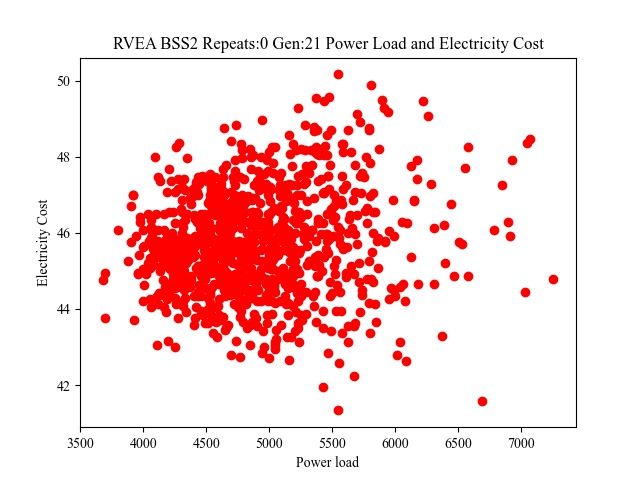 RVEA BSS2 Repeats:0 Gen:21 Power Load and Electricity Cost
50
48
46
44
42
Electricity Cost
3500 4000 4500 5000 5500 6000 6500 7000
Power load